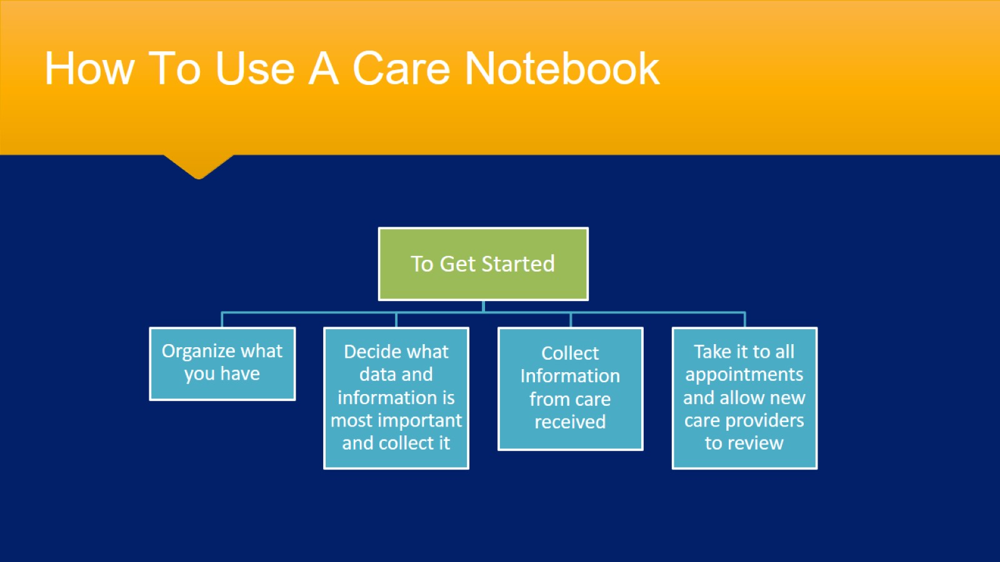 How To Use A Care Notebook
To Get Started
Organize what
you have
Decide what
data and
information is
most important
and collect it
Collect
Information
from care
received
Take it to all
appointments
and allow new
care providers
to review